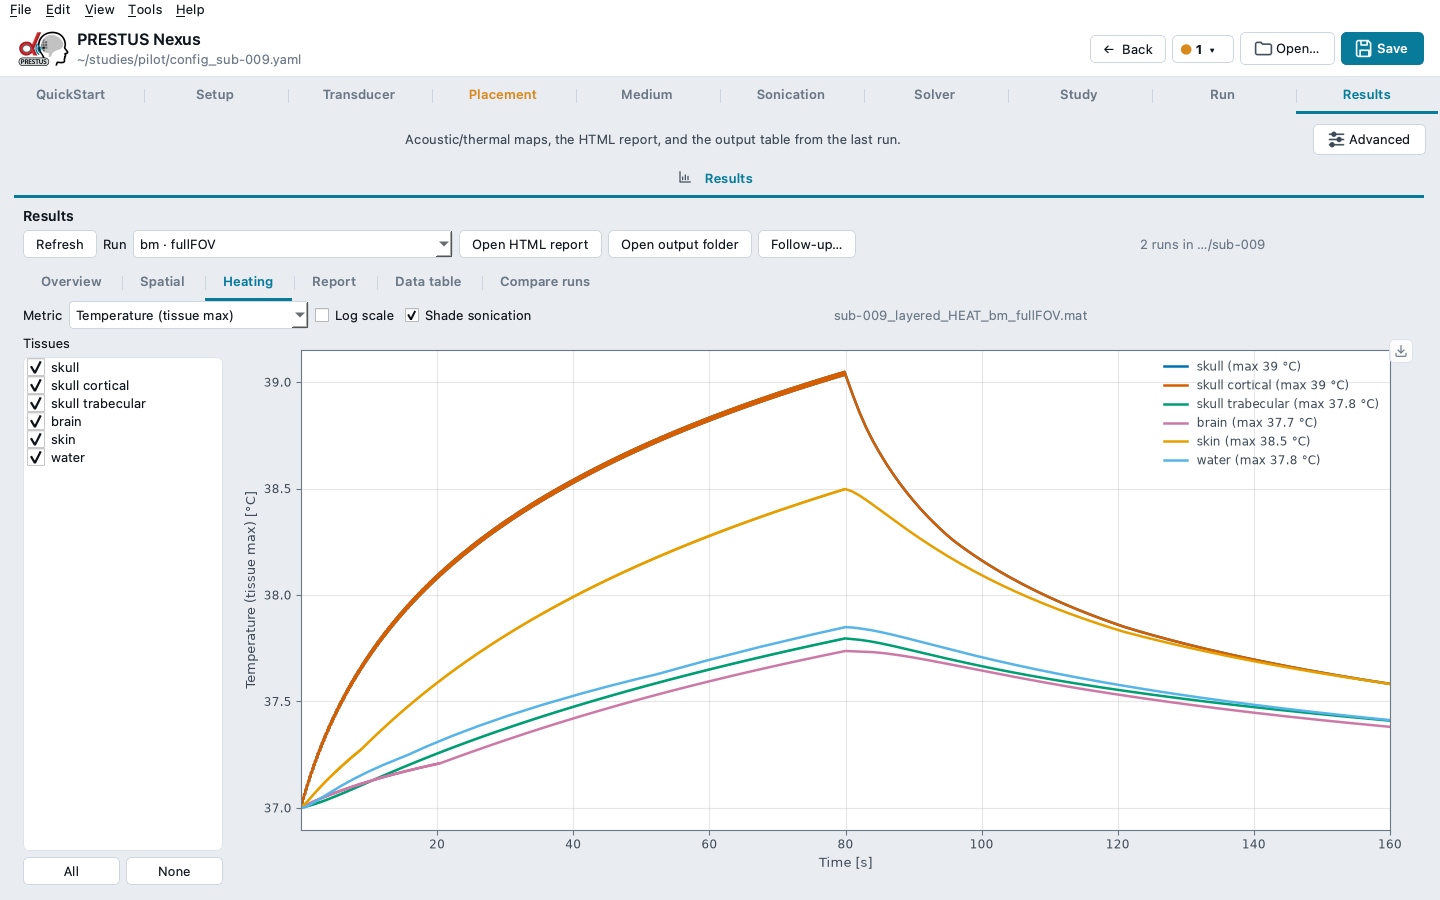 File Edit View Tools Help
PRESTUS Nexus
~/studies/pilot/config_sub-009.yaml
PRESTUS
← Back
1
Open...
Save
QuickStart Setup Transducer Placement Medium Sonication Solver Study Run Results
Acoustic/thermal maps, the HTML report, and the output table from the last run.
Advanced
Results
Results
Refresh Run bm · fullFOV Open HTML report Open output folder Follow-up... 2 runs in .../sub-009
Overview Spatial Heating Report Data table Compare runs
Metric Temperature (tissue max) Log scale Shade sonication sub-009_layered_HEAT_bm_fullFOV.mat
Tissues
skull
skull cortical
skull trabecular
brain
skin
water
All None
Temperature (tissue max) [°C]
39.0
38.5
38.0
37.5
37.0
skull (max 39 °C)
skull cortical (max 39 °C)
skull trabecular (max 37.8 °C)
brain (max 37.7 °C)
skin (max 38.5 °C)
water (max 37.8 °C)
20 40 60 80 100 120 140 160
Time [s]